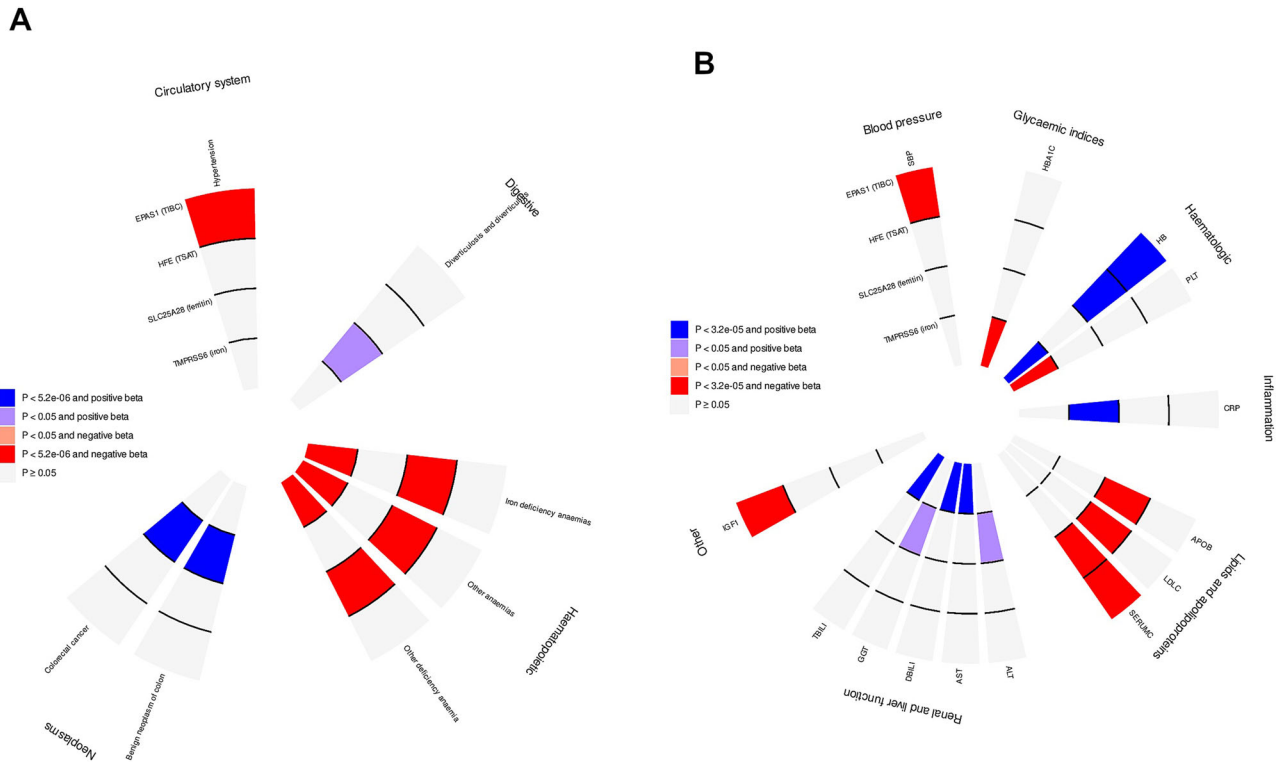 A
Circulatory system
Hypertension
EPAS1 (TIBC)
HFE (TSAT)
SLC25A28 (ferritin)
TMPRSS6 (iron)
Digestive
Diverticulosis and
P < 5.2e-06 and positive beta
P < 0.05 and positive beta
P < 0.05 and negative beta
P < 5.2e-06 and negative beta
P ≥ 0.05
Iron deficiency anaemias
Other anaemias
Other deficiency anaemia
Haematopoietic
Colorectal cancer
Benign neoplasm of colon
Neoplasms
B
Blood pressure
SBP
EPAS1 (TIBC)
HFE (TSAT)
SLC25A28 (ferritin)
TMPRSS6 (iron)
Glycaemic indices
HBA1C
Haematologic
HB
PLT
P < 3.2e-05 and positive beta
P < 0.05 and positive beta
P < 0.05 and negative beta
P < 3.2e-05 and negative beta
P ≥ 0.05
Inflammation
CRP
APOB
LDLC
SERUMC
Lipids and apolipoproteins
ALT
AST
DBILI
GGT
TBILI
Renal and liver function
IGF1
Other